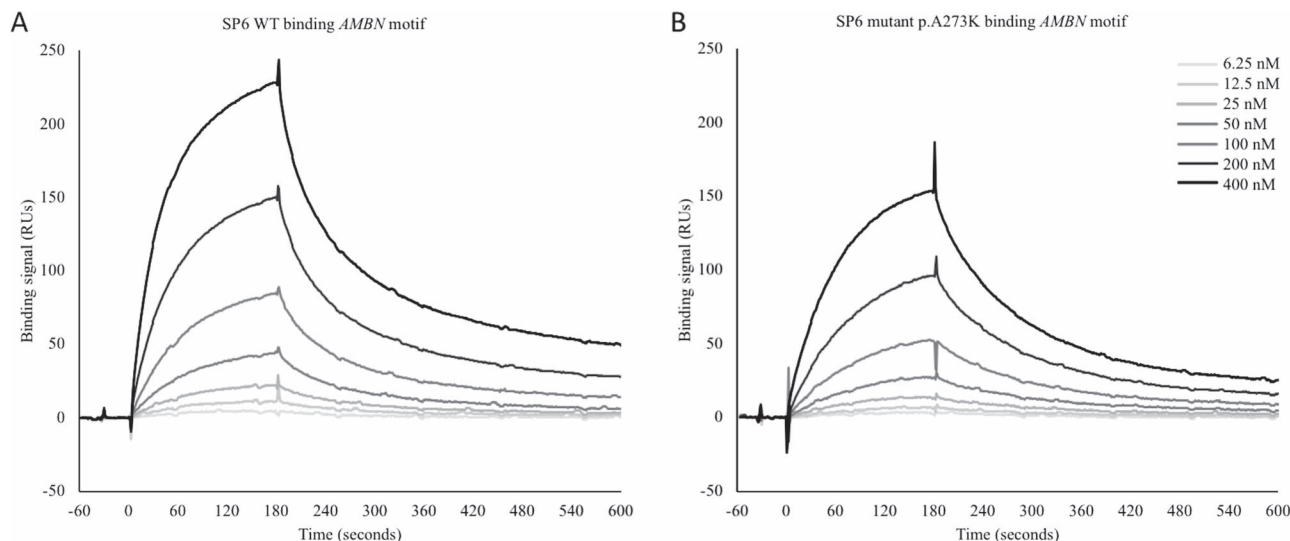 A
SP6 WT binding AMBN motif
250
200
150
100
50
0
-50
Binding signal (RUs)
-60 0 60 120 180 240 300 360 420 480 540 600
Time (seconds)
B
SP6 mutant p.A273K binding AMBN motif
250
200
150
100
50
0
-50
Binding signal (RUs)
-60 0 60 120 180 240 300 360 420 480 540 600
Time (seconds)
6.25 nM
12.5 nM
25 nM
50 nM
100 nM
200 nM
400 nM